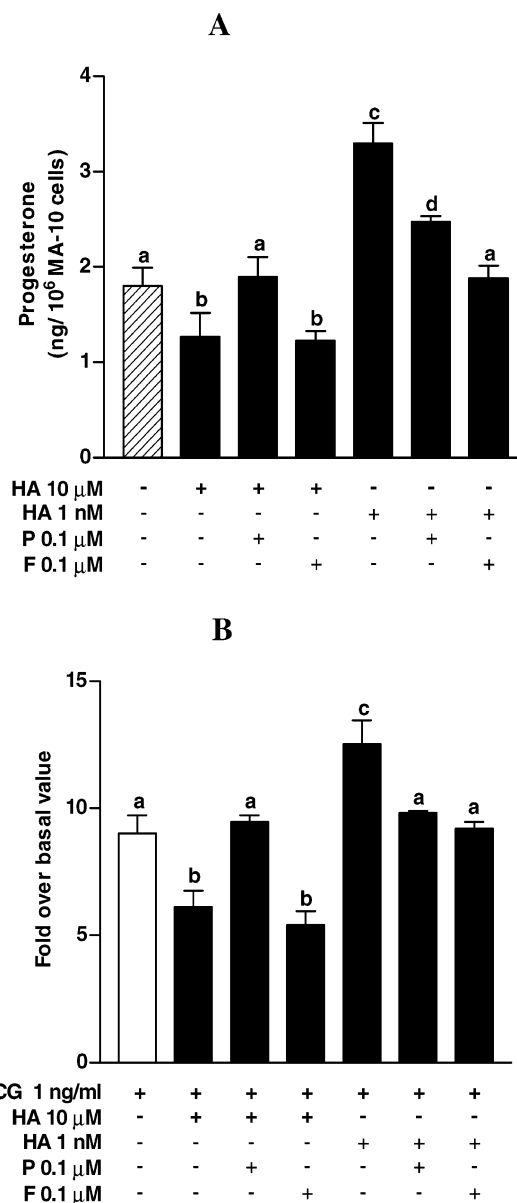 A
4
3
2
1
0
Progesterone
(ng/ 10⁶ MA-10 cells)
a b a b c d a
HA 10 μM - + + + - - -
HA 1 nM - - - - + + +
P 0.1 μM - - + - - + -
F 0.1 μM - - - + - - +
B
15
10
5
0
Fold over basal value
a b a b c a a
CG 1 ng/ml + + + + + + +
HA 10 μM - + + + - - -
HA 1 nM - - - - + + +
P 0.1 μM - - + - - + -
F 0.1 μM - - - + - - +